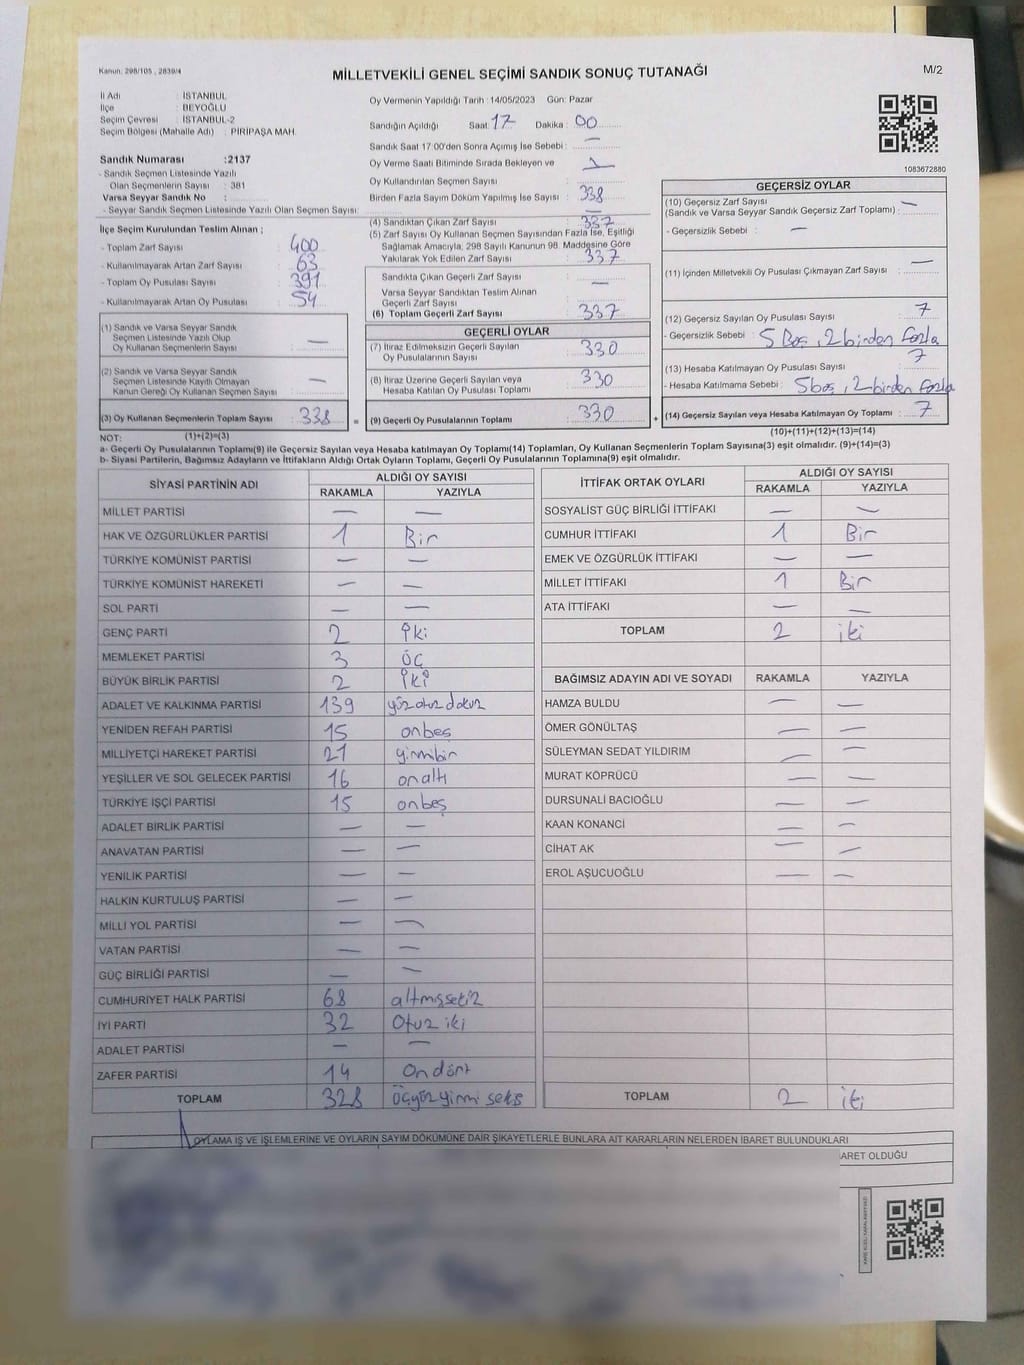 Kanun: 298/105 , 2839/4
MİLLETVEKİLİ GENEL SEÇİMİ SANDIK SONUÇ TUTANAĞI
M/2
İl Adı : İSTANBUL
İlçe : BEYOĞLU
Seçim Çevresi : İSTANBUL-2
Seçim Bölgesi (Mahalle Adı) : PİRİPAŞA MAH.
Sandık Numarası :2137
- Sandık Seçmen Listesinde Yazılı
Olan Seçmenlerin Sayısı : 381
Varsa Seyyar Sandık No :
- Seyyar Sandık Seçmen Listesinde Yazılı Olan Seçmen Sayısı:
Oy Vermenin Yapıldığı Tarih :14/05/2023 Gün: Pazar
Sandığın Açıldığı Saat: 17 Dakika : 00
Sandık Saat 17:00'den Sonra Açımış İse Sebebi : —
Oy Verme Saati Bitiminde Sırada Bekleyen ve
Oy Kullandırılan Seçmen Sayısı :
Birden Fazla Sayım Döküm Yapılmış İse Sayısı : 338
—
1083672880
İlçe Seçim Kurulundan Teslim Alınan ;
- Toplam Zarf Sayısı : 400
- Kullanılmayarak Artan Zarf Sayısı : 63
- Toplam Oy Pusulası Sayısı : 391
- Kullanılmayarak Artan Oy Pusulası : 54
(4) Sandıktan Çıkan Zarf Sayısı : 337
(5) Zarf Sayısı Oy Kullanan Seçmen Sayısından Fazla İse, Eşitliği
Sağlamak Amacıyla, 298 Sayılı Kanunun 98. Maddesine Göre
Yakılarak Yok Edilen Zarf Sayısı : 337
Sandıkta Çıkan Geçerli Zarf Sayısı :
Varsa Seyyar Sandıktan Teslim Alınan —
Geçerli Zarf Sayısı :
(6) Toplam Geçerli Zarf Sayısı : 337
GEÇERSİZ OYLAR
(10) Geçersiz Zarf Sayısı —
(Sandık ve Varsa Seyyar Sandık Geçersiz Zarf Toplamı) :
- Geçersizlik Sebebi : —
(11) İçinden Milletvekili Oy Pusulası Çıkmayan Zarf Sayısı : —
(12) Geçersiz Sayılan Oy Pusulası Sayısı : 7
- Geçersizlik Sebebi : 5 Boş, 2 birden fazla
(13) Hesaba Katılmayan Oy Pusulası Sayısı : 7
- Hesaba Katılmama Sebebi : 5 boş, 2 birden fazla
(14) Geçersiz Sayılan veya Hesaba Katılmayan Oy Toplamı : 7
(10)+(11)+(12)+(13)=(14)
(1) Sandık ve Varsa Seyyar Sandık
Seçmen Listesinde Yazılı Olup
Oy Kullanan Seçmenlerin Sayısı : —
(2) Sandık ve Varsa Seyyar Sandık
Seçmen Listesinde Kayıtlı Olmayan
Kanun Gereği Oy Kullanan Seçmen Sayısı : —
(3) Oy Kullanan Seçmenlerin Toplam Sayısı : 338 =
(1)+(2)=(3)
GEÇERLİ OYLAR
(7) İtiraz Edilmeksizin Geçerli Sayılan
Oy Pusulalarının Sayısı : 330
(8) İtiraz Üzerine Geçerli Sayılan veya
Hesaba Katılan Oy Pusulaları Toplamı : 330
(9) Geçerli Oy Pusulalarının Toplamı : 330 +
NOT:
a- Geçerli Oy Pusulalarının Toplamı(9) ile Geçersiz Sayılan veya Hesaba katılmayan Oy Toplamı(14) Toplamları, Oy Kullanan Seçmenlerin Toplam Sayısına(3) eşit olmalıdır. (9)+(14)=(3)
b- Siyasi Partilerin, Bağımsız Adayların ve İttifakların Aldığı Ortak Oyların Toplamı, Geçerli Oy Pusulalarının Toplamına(9) eşit olmalıdır.
SİYASİ PARTİNİN ADI ALDIĞI OY SAYISI
RAKAMLA YAZIYLA
MİLLET PARTİSİ — —
HAK VE ÖZGÜRLÜKLER PARTİSİ 1 Bir
TÜRKİYE KOMÜNİST PARTİSİ — —
TÜRKİYE KOMÜNİST HAREKETİ — —
SOL PARTİ — —
GENÇ PARTİ 2 İki
MEMLEKET PARTİSİ 3 ÜÇ
BÜYÜK BİRLİK PARTİSİ 2 İki
ADALET VE KALKINMA PARTİSİ 139 yüzotuzdokuz
YENİDEN REFAH PARTİSİ 15 onbeş
MİLLİYETÇİ HAREKET PARTİSİ 21 yirmibir
YEŞİLLER VE SOL GELECEK PARTİSİ 16 onaltı
TÜRKİYE İŞÇİ PARTİSİ 15 onbeş
ADALET BİRLİK PARTİSİ — —
ANAVATAN PARTİSİ — —
YENİLİK PARTİSİ — —
HALKIN KURTULUŞ PARTİSİ — —
MİLLİ YOL PARTİSİ — —
VATAN PARTİSİ — —
GÜÇ BİRLİĞİ PARTİSİ — —
CUMHURİYET HALK PARTİSİ 68 altmışsekiz
İYİ PARTİ 32 Otuz iki
ADALET PARTİSİ — —
ZAFER PARTİSİ 14 On dört
TOPLAM 328 üçyüzyirmi seks
İTTİFAK ORTAK OYLARI ALDIĞI OY SAYISI
RAKAMLA YAZIYLA
SOSYALİST GÜÇ BİRLİĞİ İTTİFAKI — —
CUMHUR İTTİFAKI 1 Bir
EMEK VE ÖZGÜRLÜK İTTİFAKI — —
MİLLET İTTİFAKI 1 Bir
ATA İTTİFAKI — —
TOPLAM 2 iki
BAĞIMSIZ ADAYIN ADI VE SOYADI RAKAMLA YAZIYLA
HAMZA BULDU — —
ÖMER GÖNÜLTAŞ — —
SÜLEYMAN SEDAT YILDIRIM — —
MURAT KÖPRÜCÜ — —
DURSUNALİ BACIOĞLU — —
KAAN KONANCİ — —
CİHAT AK — —
EROL AŞUCUOĞLU — —
TOPLAM 2 iki
OYLAMA İŞ VE İŞLEMLERİNE VE OYLARIN SAYIM DÖKÜMÜNE DAİR ŞİKAYETLERLE BUNLARA AİT KARARLARIN NELERDEN İBARET BULUNDUKLARI
ARET OLDUĞU